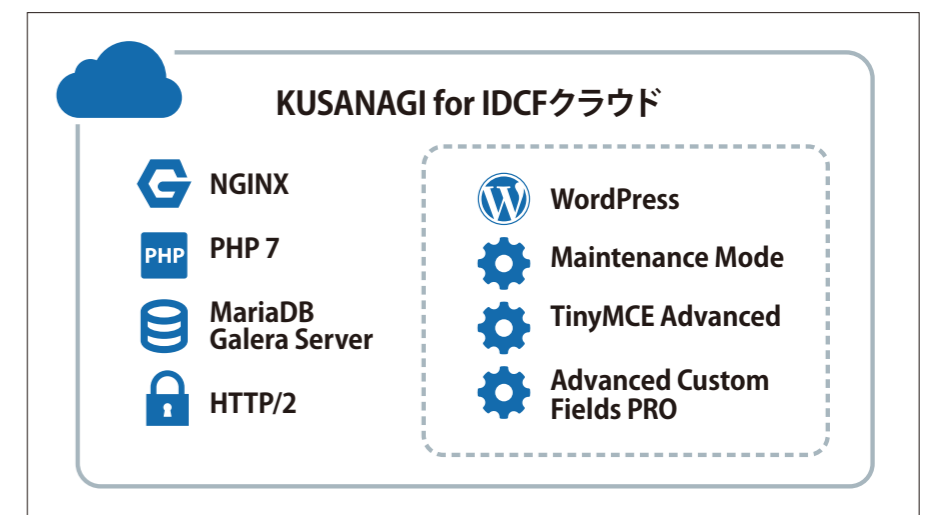 KUSANAGI for IDCFクラウド
NGINX
PHP
PHP 7
MariaDB
Galera Server
HTTP/2
WordPress
Maintenance Mode
TinyMCE Advanced
Advanced Custom
Fields PRO